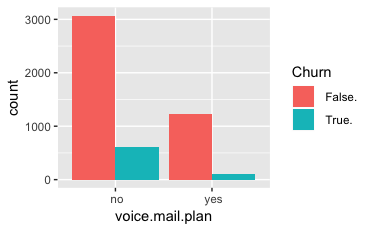 3000
2000
1000
0
count
no yes
voice.mail.plan
Churn
False.
True.